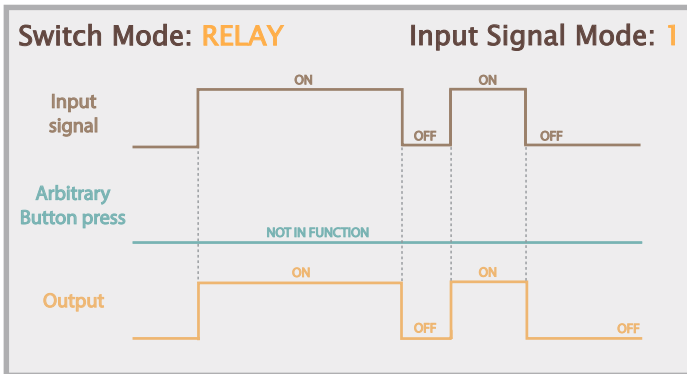 Switch Mode: RELAY
Input Signal Mode: 1
ON
ON
Input
signal
OFF
OFF
Arbitrary
Button press
NOT IN FUNCTION
ON
ON
Output
OFF
OFF